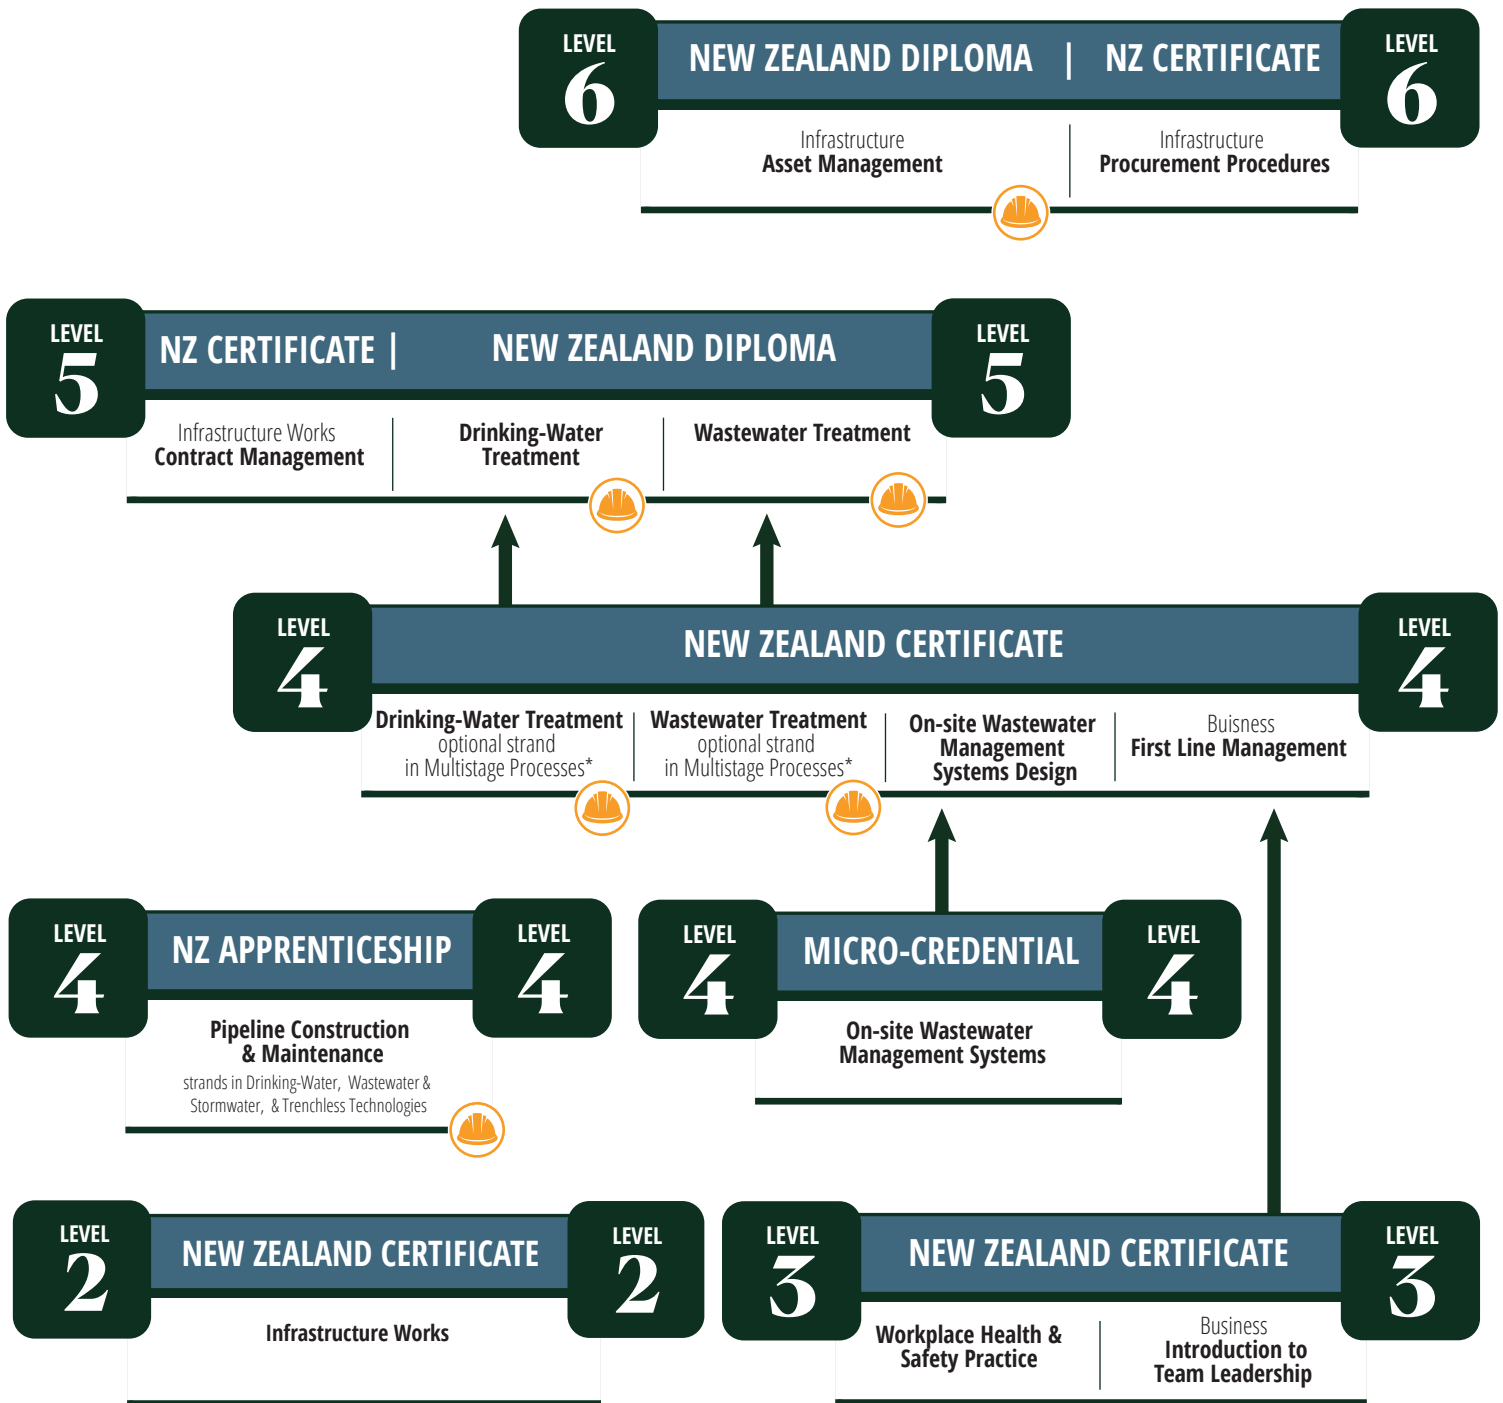 LEVEL
6
NEW ZEALAND DIPLOMA | NZ CERTIFICATE
LEVEL
6
Infrastructure
Asset Management
Infrastructure
Procurement Procedures
LEVEL
5
NZ CERTIFICATE | NEW ZEALAND DIPLOMA
LEVEL
5
Infrastructure Works
Contract Management
Drinking-Water
Treatment
Wastewater Treatment
LEVEL
4
NEW ZEALAND CERTIFICATE
LEVEL
4
Drinking-Water Treatment
optional strand
in Multistage Processes*
Wastewater Treatment
optional strand
in Multistage Processes*
On-site Wastewater
Management
Systems Design
Buisness
First Line Management
LEVEL
4
NZ APPRENTICESHIP
LEVEL
4
Pipeline Construction
& Maintenance
strands in Drinking-Water, Wastewater &
Stormwater, & Trenchless Technologies
LEVEL
4
MICRO-CREDENTIAL
LEVEL
4
On-site Wastewater
Management Systems
LEVEL
2
NEW ZEALAND CERTIFICATE
LEVEL
2
Infrastructure Works
LEVEL
3
NEW ZEALAND CERTIFICATE
LEVEL
3
Workplace Health &
Safety Practice
Business
Introduction to
Team Leadership